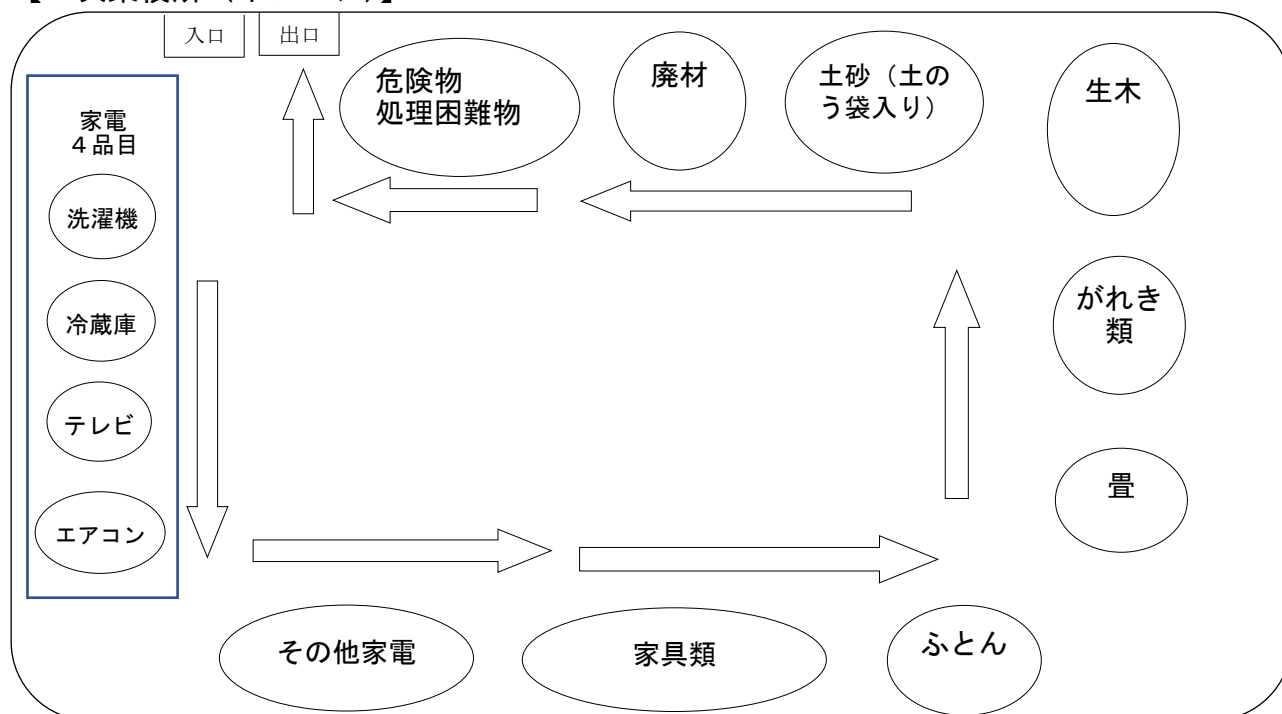 入口
出口
家電
４品目
洗濯機
冷蔵庫
テレビ
エアコン
その他家電
家具類
ふとん
畳
がれき
類
生木
土砂（土の
う袋入り）
廃材
危険物
処理困難物